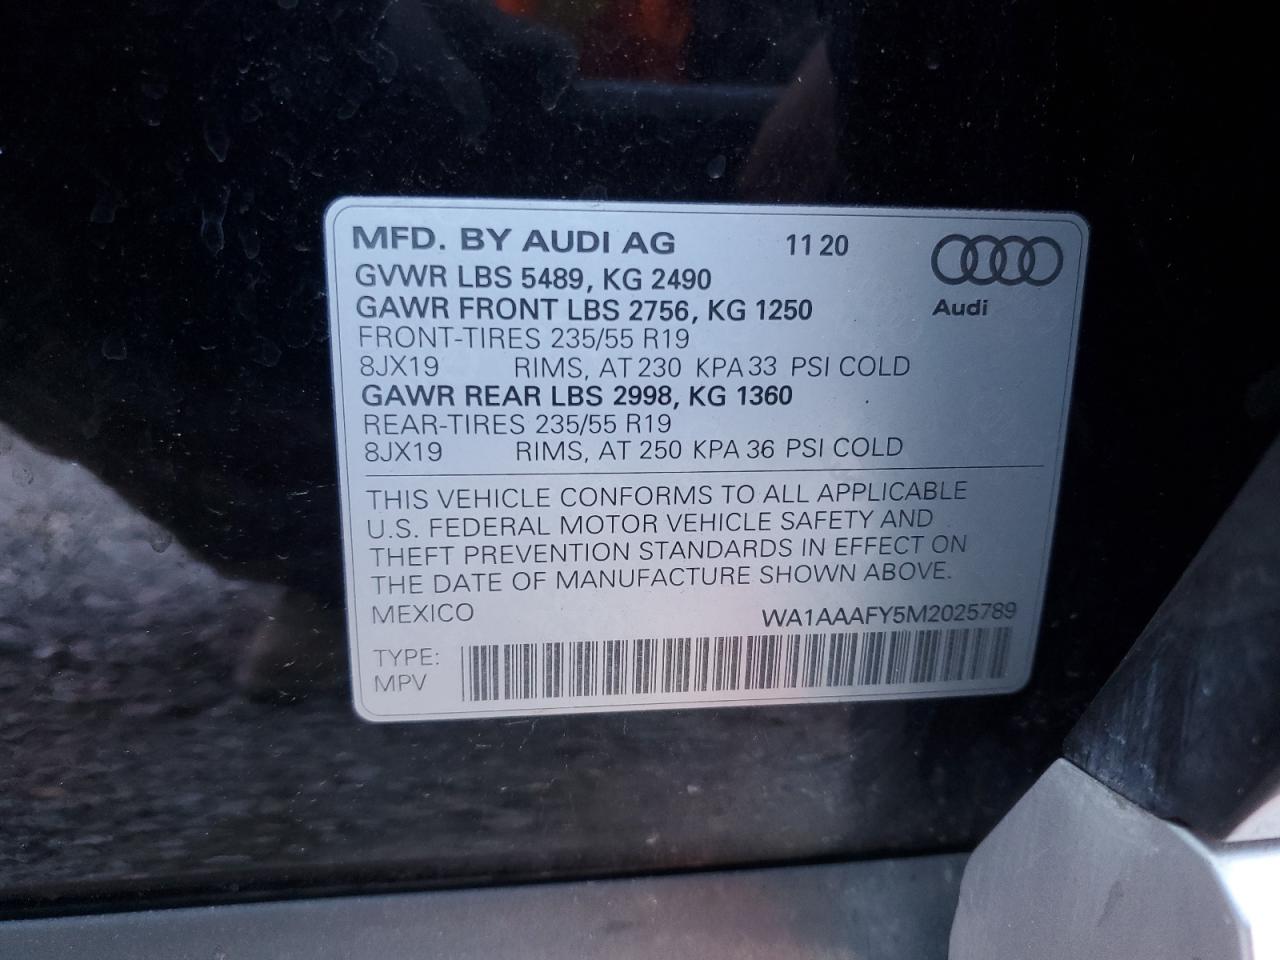 MFD. BY AUDI AG 11 20
GVWR LBS 5489, KG 2490
GAWR FRONT LBS 2756, KG 1250
Audi
FRONT-TIRES 235/55 R19
8JX19 RIMS, AT 230 KPA 33 PSI COLD
GAWR REAR LBS 2998, KG 1360
REAR-TIRES 235/55 R19
8JX19 RIMS, AT 250 KPA 36 PSI COLD
THIS VEHICLE CONFORMS TO ALL APPLICABLE
U.S. FEDERAL MOTOR VEHICLE SAFETY AND
THEFT PREVENTION STANDARDS IN EFFECT ON
THE DATE OF MANUFACTURE SHOWN ABOVE.
MEXICO WA1AAAFY5M2025789
TYPE:
MPV